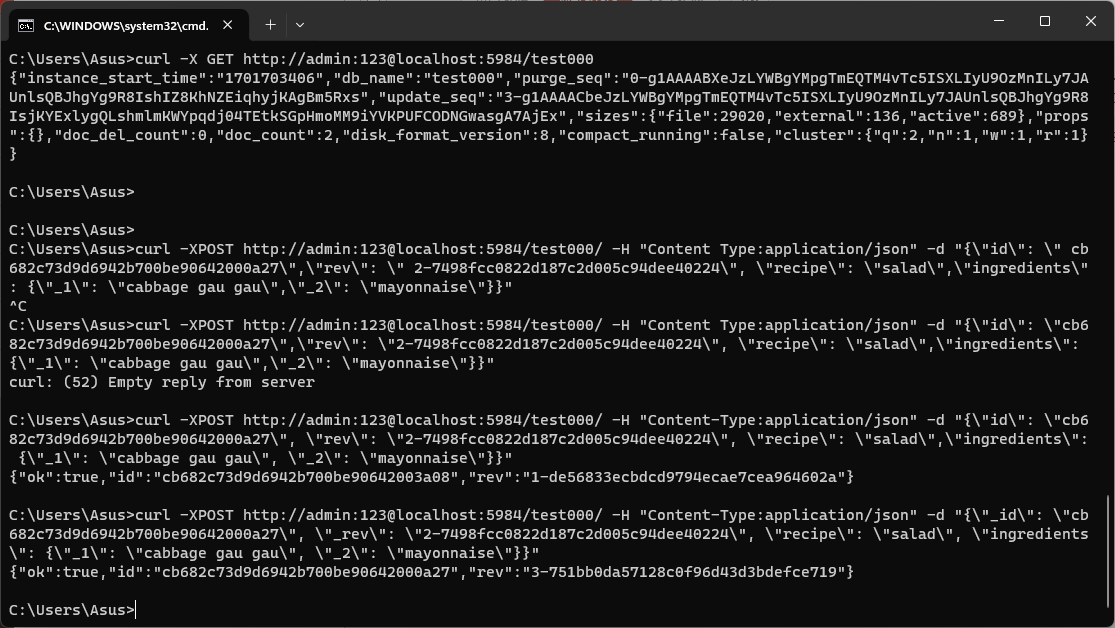 C:\WINDOWS\system32\cmd.
C:\Users\Asus>curl -X GET http://admin:123@localhost:5984/test000
{"instance_start_time":"1701703406","db_name":"test000","purge_seq":"0-g1AAAABXeJzLYWBgYMpgTmEQTM4vTc5ISXLIyU9OzMnILy7JA
UnlsQBJhgYg9R8IshIZ8KhNZEiqhyjKAgBm5Rxs","update_seq":"3-g1AAAACbeJzLYWBgYMpgTmEQTM4vTc5ISXLIyU9OzMnILy7JAUnlsQBJhgYg9R8
IsjKYExlygQLshmlmKWYpqdj04TEtkSGpHmoMM9iYVKPUFCODNGwasgA7AjEx","sizes":{"file":29020,"external":136,"active":689},"props
":{},"doc_del_count":0,"doc_count":2,"disk_format_version":8,"compact_running":false,"cluster":{"q":2,"n":1,"w":1,"r":1}
}
C:\Users\Asus>
C:\Users\Asus>
C:\Users\Asus>curl -XPOST http://admin:123@localhost:5984/test000/ -H "Content Type:application/json" -d "{\"id\": \" cb
682c73d9d6942b700be90642000a27\",\"rev\": \" 2-7498fcc0822d187c2d005c94dee40224\", \"recipe\": \"salad\",\"ingredients\"
: {\"_1\": \"cabbage gau gau\",\"_2\": \"mayonnaise\"}}"
^C
C:\Users\Asus>curl -XPOST http://admin:123@localhost:5984/test000/ -H "Content Type:application/json" -d "{\"id\": \"cb6
82c73d9d6942b700be90642000a27\",\"rev\": \"2-7498fcc0822d187c2d005c94dee40224\", \"recipe\": \"salad\",\"ingredients\":
{\"_1\": \"cabbage gau gau\",\"_2\": \"mayonnaise\"}}"
curl: (52) Empty reply from server
C:\Users\Asus>curl -XPOST http://admin:123@localhost:5984/test000/ -H "Content-Type:application/json" -d "{\"id\": \"cb6
82c73d9d6942b700be90642000a27\", \"rev\": \"2-7498fcc0822d187c2d005c94dee40224\", \"recipe\": \"salad\",\"ingredients\":
 {\"_1\": \"cabbage gau gau\", \"_2\": \"mayonnaise\"}}"
{"ok":true,"id":"cb682c73d9d6942b700be90642003a08","rev":"1-de56833ecbdcd9794ecae7cea964602a"}
C:\Users\Asus>curl -XPOST http://admin:123@localhost:5984/test000/ -H "Content-Type:application/json" -d "{\"_id\": \"cb
682c73d9d6942b700be90642000a27\", \"_rev\": \"2-7498fcc0822d187c2d005c94dee40224\", \"recipe\": \"salad\", \"ingredients
\": {\"_1\": \"cabbage gau gau\", \"_2\": \"mayonnaise\"}}"
{"ok":true,"id":"cb682c73d9d6942b700be90642000a27","rev":"3-751bb0da57128c0f96d43d3bdefce719"}
C:\Users\Asus>